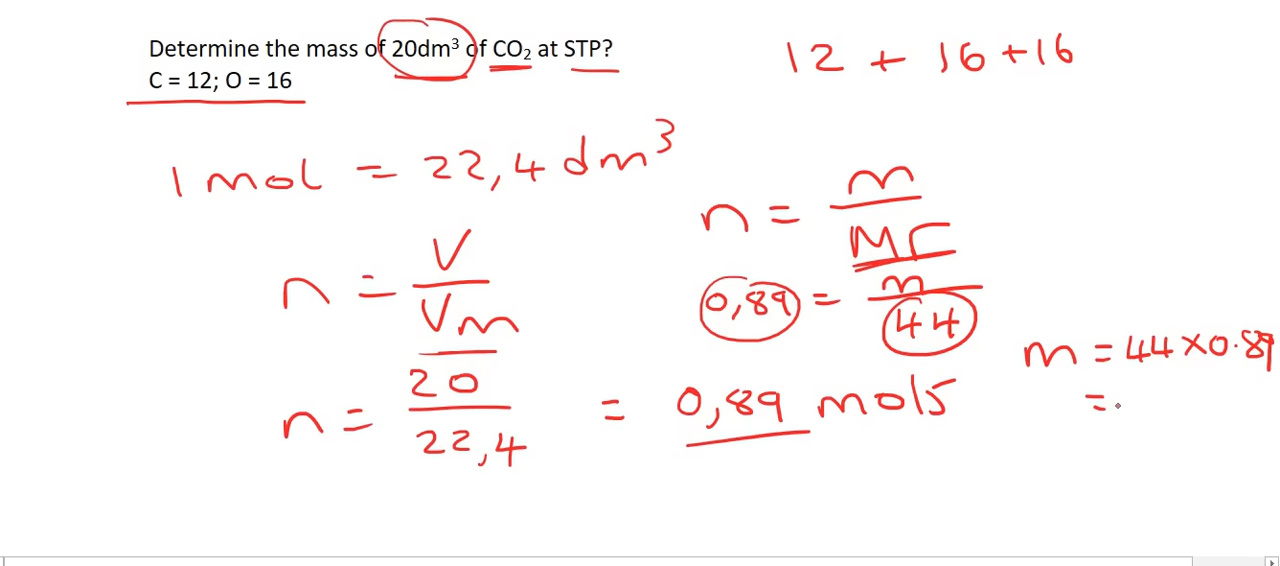 Determine the mass of 20dm³ of CO₂ at STP?
C = 12; O = 16
12 + 16 + 16
1 mol = 22,4 dm³
n = V / Vm
n = 20 / 22,4 = 0,89 mols
n = m / Mr
0,89 = m / 44
m = 44 × 0.89
=